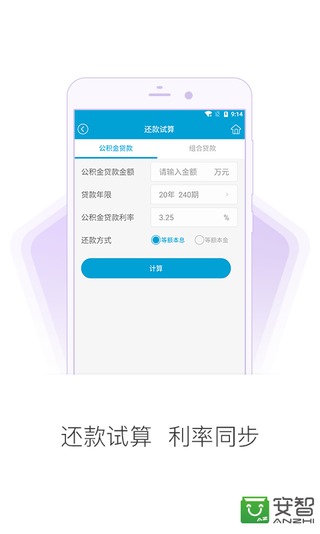 9:14
还款试算
公积金贷款 组合贷款
公积金贷款金额 请输入金额 万元
贷款年限 20年 240期
公积金贷款利率 3.25 %
还款方式 等额本息 等额本金
计算
还款试算 利率同步
AZ 安智
ANZHI